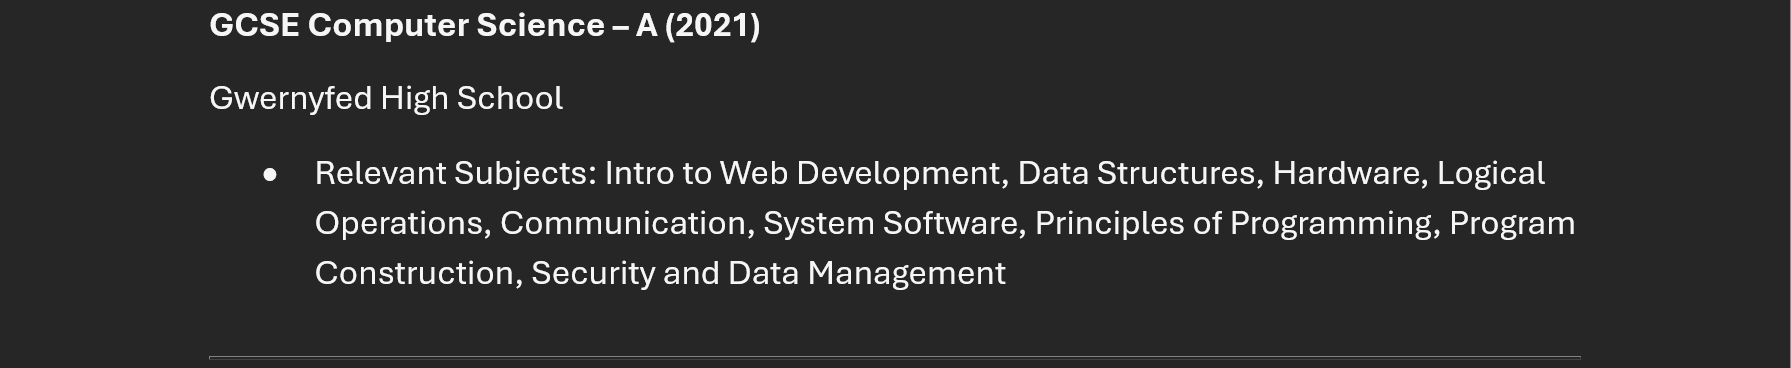 GCSE Computer Science – A (2021)
Gwernyfed High School
● Relevant Subjects: Intro to Web Development, Data Structures, Hardware, Logical
Operations, Communication, System Software, Principles of Programming, Program
Construction, Security and Data Management